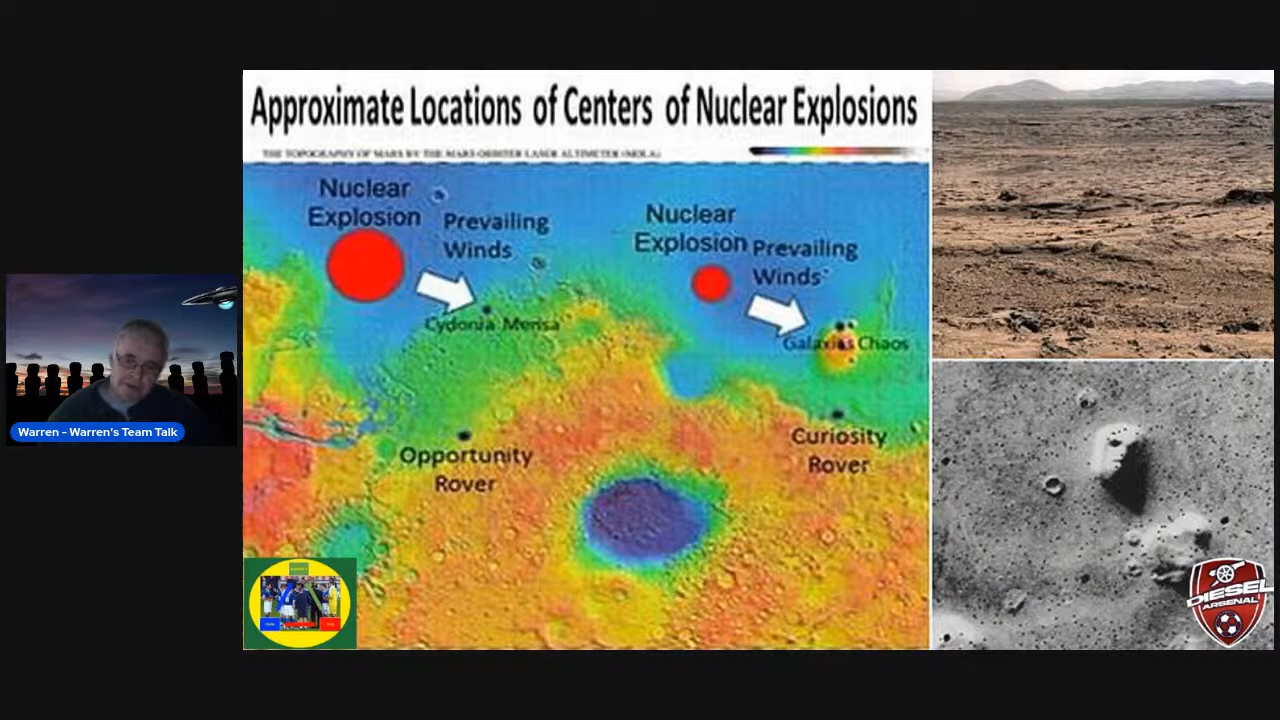 Approximate Locations of Centers of Nuclear Explosions
THE TOPOGRAPHY OF MARS BY THE MARS ORBITER LASER ALTIMETER (MOLA)
Nuclear
Explosion
Prevailing
Winds
Nuclear
Explosion
Prevailing
Winds
Cydonia Mensa
Galaxias Chaos
Opportunity
Rover
Curiosity
Rover
Warren - Warren's Team Talk
DIESEL
ARSENAL